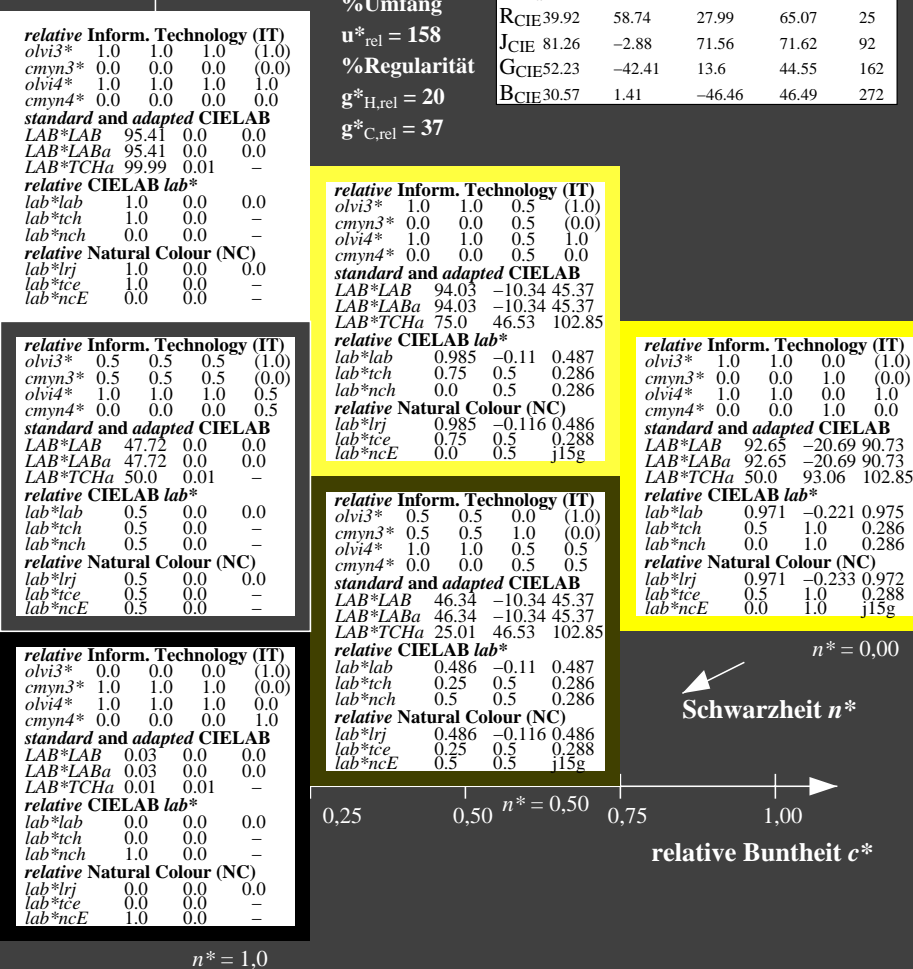 %Umfang
u*rel = 158
%Regularität
g*H,rel = 20
g*C,rel = 37
RCIE 39.92 58.74 27.99 65.07 25
JCIE 81.26 −2.88 71.56 71.62 92
GCIE 52.23 −42.41 13.6 44.55 162
BCIE 30.57 1.41 −46.46 46.49 272
relative Inform. Technology (IT)
olvi3* 1.0 1.0 1.0 (1.0)
cmyn3* 0.0 0.0 0.0 (0.0)
olvi4* 1.0 1.0 1.0 1.0
cmyn4* 0.0 0.0 0.0 0.0
standard and adapted CIELAB
LAB*LAB 95.41 0.0 0.0
LAB*LABa 95.41 0.0 0.0
LAB*TCHa 99.99 0.01 –
relative CIELAB lab*
lab*lab 1.0 0.0 0.0
lab*tch 1.0 0.0 –
lab*nch 0.0 0.0 –
relative Natural Colour (NC)
lab*lrj 1.0 0.0 0.0
lab*tce 1.0 0.0 –
lab*ncE 0.0 0.0 –
relative Inform. Technology (IT)
olvi3* 1.0 1.0 0.5 (1.0)
cmyn3* 0.0 0.0 0.5 (0.0)
olvi4* 1.0 1.0 0.5 1.0
cmyn4* 0.0 0.0 0.5 0.0
standard and adapted CIELAB
LAB*LAB 94.03 −10.34 45.37
LAB*LABa 94.03 −10.34 45.37
LAB*TCHa 75.0 46.53 102.85
relative CIELAB lab*
lab*lab 0.985 −0.11 0.487
lab*tch 0.75 0.5 0.286
lab*nch 0.0 0.5 0.286
relative Natural Colour (NC)
lab*lrj 0.985 −0.116 0.486
lab*tce 0.75 0.5 0.288
lab*ncE 0.0 0.5 j15g
relative Inform. Technology (IT)
olvi3* 0.5 0.5 0.5 (1.0)
cmyn3* 0.5 0.5 0.5 (0.0)
olvi4* 1.0 1.0 1.0 0.5
cmyn4* 0.0 0.0 0.0 0.5
standard and adapted CIELAB
LAB*LAB 47.72 0.0 0.0
LAB*LABa 47.72 0.0 0.0
LAB*TCHa 50.0 0.01 –
relative CIELAB lab*
lab*lab 0.5 0.0 0.0
lab*tch 0.5 0.0 –
lab*nch 0.5 0.0 –
relative Natural Colour (NC)
lab*lrj 0.5 0.0 0.0
lab*tce 0.5 0.0 –
lab*ncE 0.5 0.0 –
relative Inform. Technology (IT)
olvi3* 1.0 1.0 0.0 (1.0)
cmyn3* 0.0 0.0 1.0 (0.0)
olvi4* 1.0 1.0 0.0 1.0
cmyn4* 0.0 0.0 1.0 0.0
standard and adapted CIELAB
LAB*LAB 92.65 −20.69 90.73
LAB*LABa 92.65 −20.69 90.73
LAB*TCHa 50.0 93.06 102.85
relative CIELAB lab*
lab*lab 0.971 −0.221 0.975
lab*tch 0.5 1.0 0.286
lab*nch 0.0 1.0 0.286
relative Natural Colour (NC)
lab*lrj 0.971 −0.233 0.972
lab*tce 0.5 1.0 0.288
lab*ncE 0.0 1.0 j15g
relative Inform. Technology (IT)
olvi3* 0.5 0.5 0.0 (1.0)
cmyn3* 0.5 0.5 1.0 (0.0)
olvi4* 1.0 1.0 0.5 0.5
cmyn4* 0.0 0.0 0.5 0.5
standard and adapted CIELAB
LAB*LAB 46.34 −10.34 45.37
LAB*LABa 46.34 −10.34 45.37
LAB*TCHa 25.01 46.53 102.85
relative CIELAB lab*
lab*lab 0.486 −0.11 0.487
lab*tch 0.25 0.5 0.286
lab*nch 0.5 0.5 0.286
relative Natural Colour (NC)
lab*lrj 0.486 −0.116 0.486
lab*tce 0.25 0.5 0.288
lab*ncE 0.5 0.5 j15g
n* = 0,00
Schwarzheit n*
relative Inform. Technology (IT)
olvi3* 0.0 0.0 0.0 (1.0)
cmyn3* 1.0 1.0 1.0 (0.0)
olvi4* 1.0 1.0 1.0 0.0
cmyn4* 0.0 0.0 0.0 1.0
standard and adapted CIELAB
LAB*LAB 0.03 0.0 0.0
LAB*LABa 0.03 0.0 0.0
LAB*TCHa 0.01 0.01 –
relative CIELAB lab*
lab*lab 0.0 0.0 0.0
lab*tch 0.0 0.0 –
lab*nch 1.0 0.0 –
relative Natural Colour (NC)
lab*lrj 0.0 0.0 0.0
lab*tce 0.0 0.0 –
lab*ncE 1.0 0.0 –
n* = 0,50
0,25 0,50 0,75 1,00
relative Buntheit c*
n* = 1,0